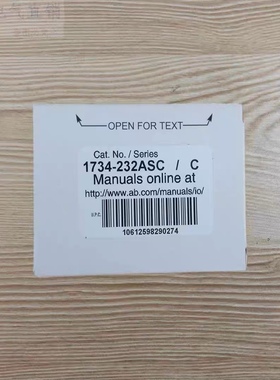 OPEN FOR TEXT
Cat. No. / Series
1734-232ASC / C
Manuals online at
http://www.ab.com/manuals/io/
10612598290274